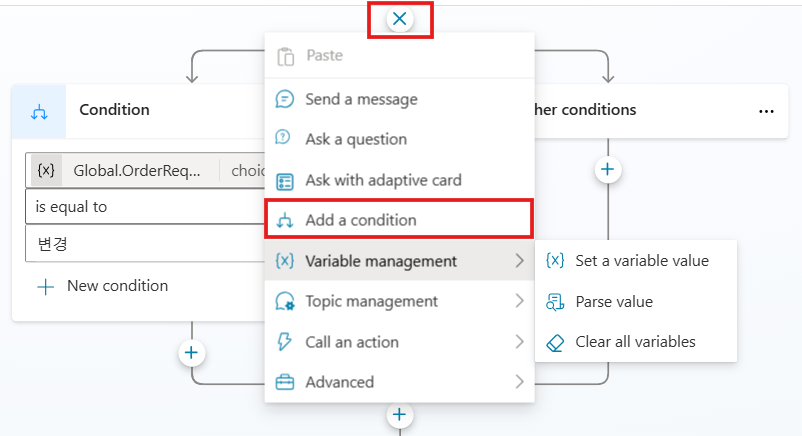 Paste
Condition
Send a message
her conditions
Ask a question
{x} Global.OrderReq... choic
Ask with adaptive card
is equal to
Add a condition
변경
{x} Variable management
{x} Set a variable value
New condition
Topic management
Parse value
Call an action
Clear all variables
Advanced